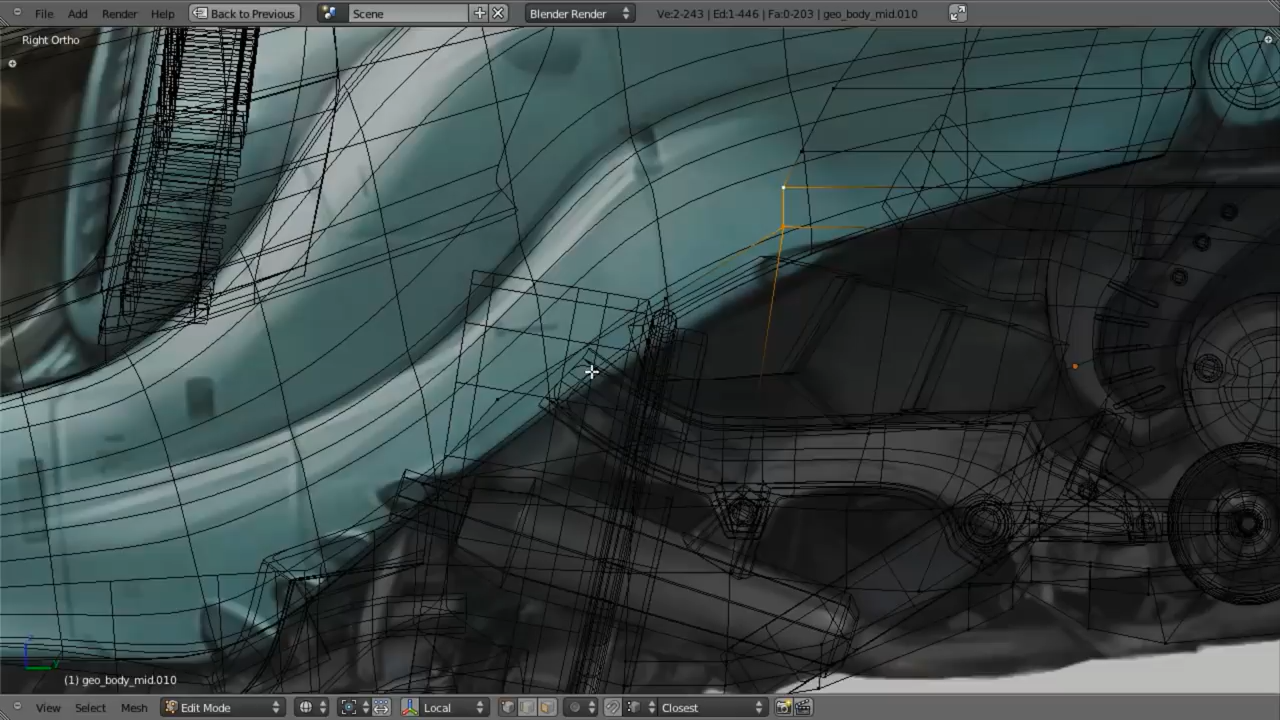 File Add Render Help Back to Previous Scene Blender Render Ve:2-243 | Ed:1-446 | Fa:0-203 | geo_body_mid.010
Right Ortho
(1) geo_body_mid.010
View Select Mesh Edit Mode Local Closest